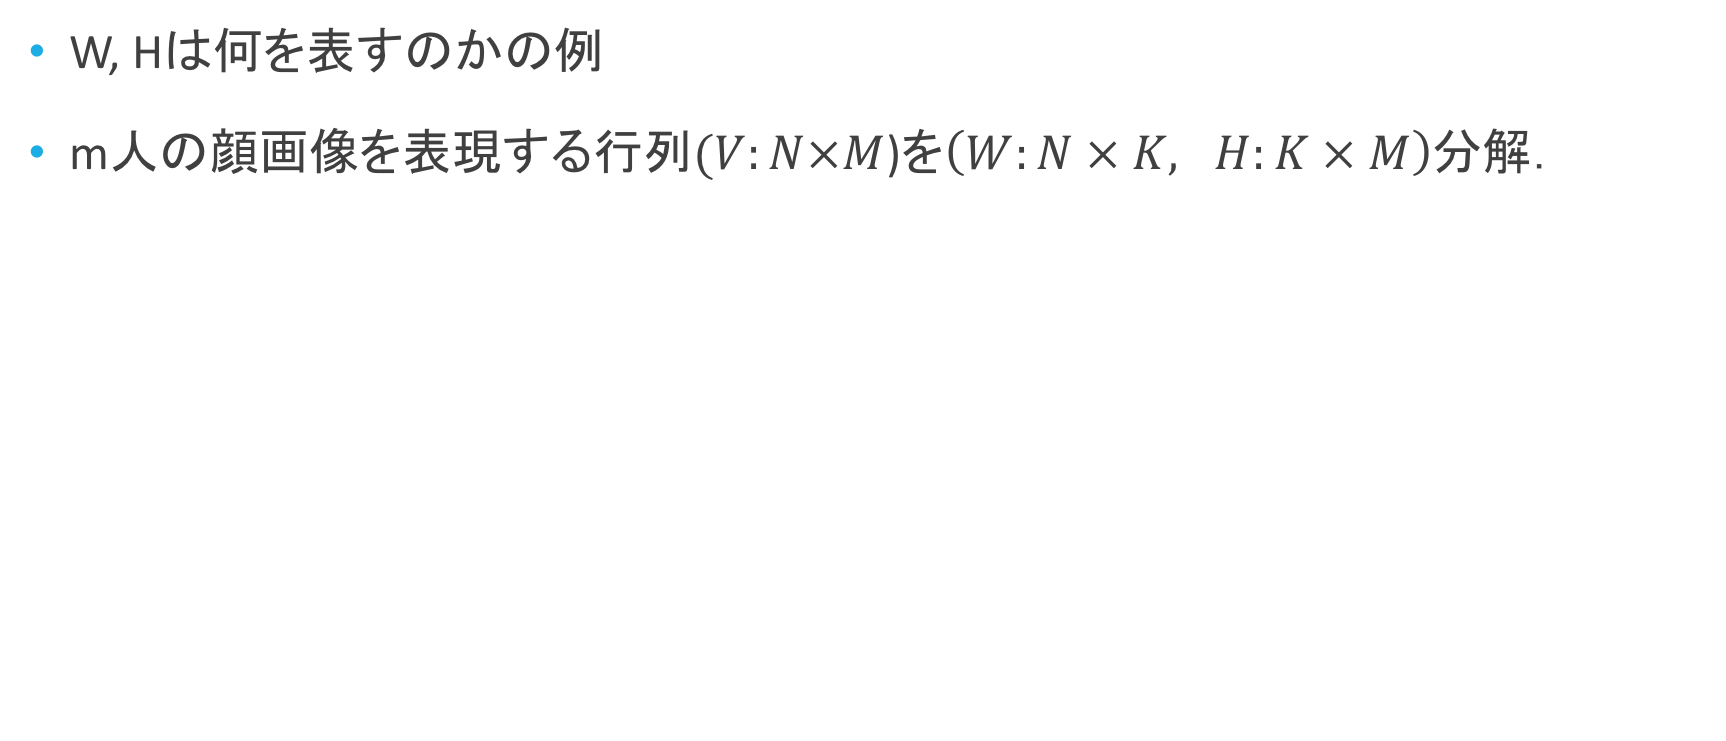 • W, Hは何を表すのかの例
• m人の顔画像を表現する行列(V: N×M)を(W: N × K, H: K × M)分解.